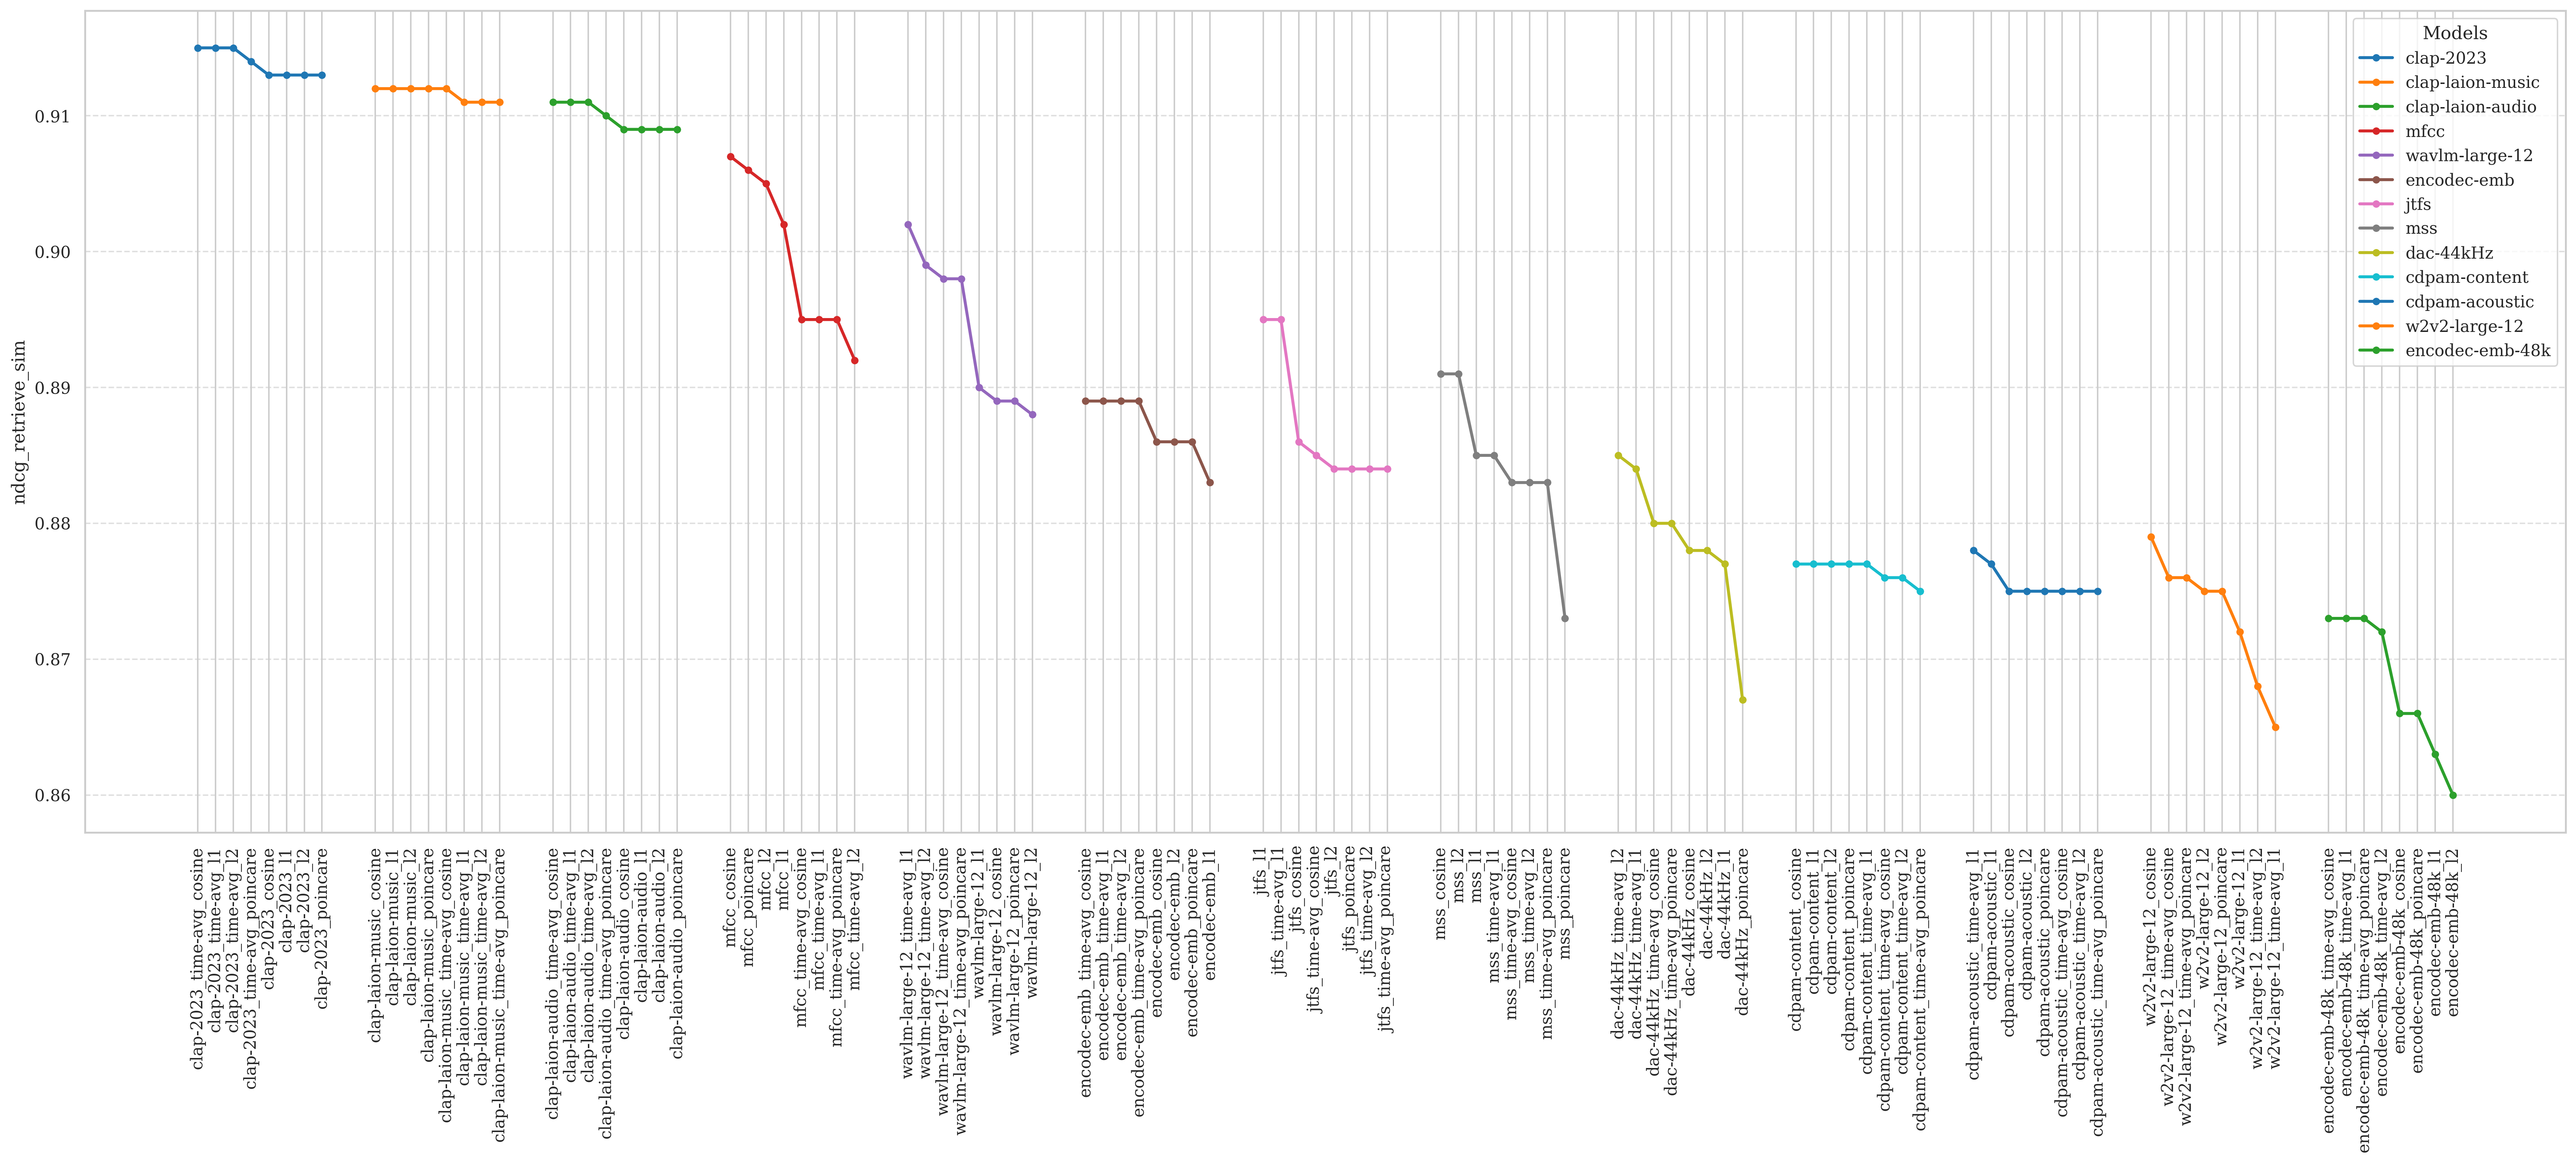 ndcg_retrieve_sim
0.91
0.90
0.89
0.88
0.87
0.86
Models
clap-2023
clap-laion-music
clap-laion-audio
mfcc
wavlm-large-12
encodec-emb
jtfs
mss
dac-44kHz
cdpam-content
cdpam-acoustic
w2v2-large-12
encodec-emb-48k
clap-2023_time-avg_cosine
clap-2023_time-avg_l1
clap-2023_time-avg_l2
clap-2023_time-avg_poincare
clap-2023_cosine
clap-2023_l1
clap-2023_l2
clap-2023_poincare
clap-laion-music_cosine
clap-laion-music_l1
clap-laion-music_l2
clap-laion-music_poincare
clap-laion-music_time-avg_cosine
clap-laion-music_time-avg_l1
clap-laion-music_time-avg_l2
clap-laion-music_time-avg_poincare
clap-laion-audio_time-avg_cosine
clap-laion-audio_time-avg_l1
clap-laion-audio_time-avg_l2
clap-laion-audio_time-avg_poincare
clap-laion-audio_cosine
clap-laion-audio_l1
clap-laion-audio_l2
clap-laion-audio_poincare
mfcc_cosine
mfcc_poincare
mfcc_l2
mfcc_l1
mfcc_time-avg_cosine
mfcc_time-avg_l1
mfcc_time-avg_poincare
mfcc_time-avg_l2
wavlm-large-12_time-avg_l1
wavlm-large-12_time-avg_l2
wavlm-large-12_time-avg_cosine
wavlm-large-12_time-avg_poincare
wavlm-large-12_l1
wavlm-large-12_cosine
wavlm-large-12_poincare
wavlm-large-12_l2
encodec-emb_time-avg_cosine
encodec-emb_time-avg_l1
encodec-emb_time-avg_l2
encodec-emb_time-avg_poincare
encodec-emb_cosine
encodec-emb_l2
encodec-emb_poincare
encodec-emb_l1
jtfs_l1
jtfs_time-avg_l1
jtfs_cosine
jtfs_time-avg_cosine
jtfs_l2
jtfs_poincare
jtfs_time-avg_l2
jtfs_time-avg_poincare
mss_cosine
mss_l2
mss_l1
mss_time-avg_l1
mss_time-avg_cosine
mss_time-avg_l2
mss_time-avg_poincare
mss_poincare
dac-44kHz_time-avg_l2
dac-44kHz_time-avg_l1
dac-44kHz_time-avg_cosine
dac-44kHz_time-avg_poincare
dac-44kHz_cosine
dac-44kHz_l2
dac-44kHz_l1
dac-44kHz_poincare
cdpam-content_cosine
cdpam-content_l1
cdpam-content_l2
cdpam-content_poincare
cdpam-content_time-avg_l1
cdpam-content_time-avg_cosine
cdpam-content_time-avg_l2
cdpam-content_time-avg_poincare
cdpam-acoustic_time-avg_l1
cdpam-acoustic_l1
cdpam-acoustic_cosine
cdpam-acoustic_l2
cdpam-acoustic_poincare
cdpam-acoustic_time-avg_cosine
cdpam-acoustic_time-avg_l2
cdpam-acoustic_time-avg_poincare
w2v2-large-12_cosine
w2v2-large-12_time-avg_cosine
w2v2-large-12_time-avg_poincare
w2v2-large-12_l2
w2v2-large-12_poincare
w2v2-large-12_l1
w2v2-large-12_time-avg_l2
w2v2-large-12_time-avg_l1
encodec-emb-48k_time-avg_cosine
encodec-emb-48k_time-avg_l1
encodec-emb-48k_time-avg_poincare
encodec-emb-48k_time-avg_l2
encodec-emb-48k_cosine
encodec-emb-48k_poincare
encodec-emb-48k_l1
encodec-emb-48k_l2